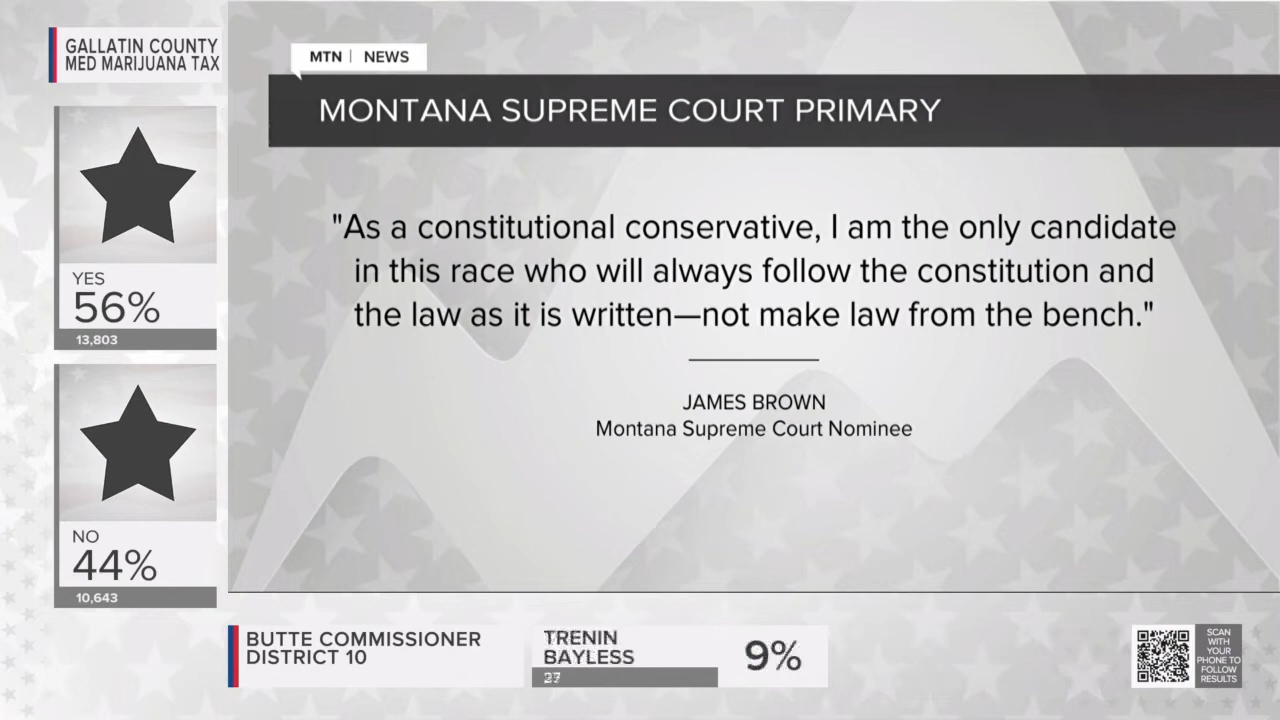 GALLATIN COUNTY
MED MARIJUANA TAX
YES
56%
13,803
NO
44%
10,643
MTN | NEWS
MONTANA SUPREME COURT PRIMARY
"As a constitutional conservative, I am the only candidate
in this race who will always follow the constitution and
the law as it is written—not make law from the bench."
JAMES BROWN
Montana Supreme Court Nominee
BUTTE COMMISSIONER
DISTRICT 10
TRENIN
BAYLESS
9%
SCAN
WITH
YOUR
PHONE TO
FOLLOW
RESULTS